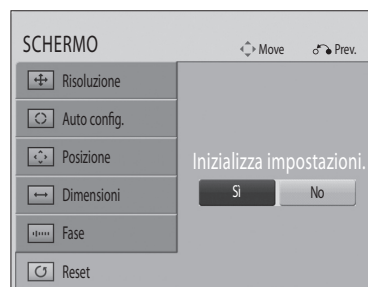 SCHERMO
Move Prev.
Risoluzione
Auto config.
Posizione
Dimensioni
Fase
Reset
Inizializza impostazioni.
Sì No